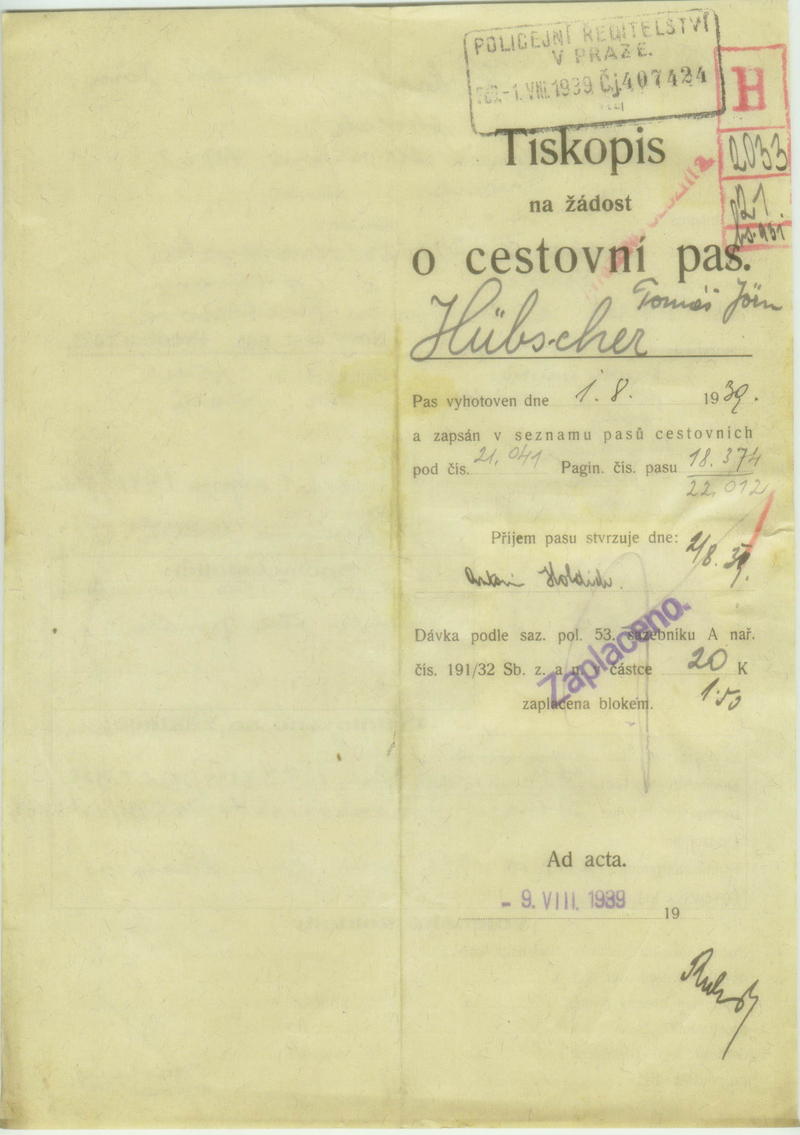 POLICEJNÍ ŘEDITELSTVÍ
V PRAZE.
-1. VIII. 1939 Čj. 407424
H
2033
21
Tiskopis
na žádost
o cestovní pas.
Tomáš Jörn
Hübscher
Pas vyhotoven dne 1. 8. 1939.
a zapsán v seznamu pasů cestovních
pod čís. 21.041 Pagin. čís. pasu 18.374
22.012
Příjem pasu stvrzuje dne: 2/8. 39.
Dávka podle saz. pol. 53. sazebníku A nař.
čís. 191/32 Sb. z. a n. v částce 20 K
1·50
zaplacena blokem.
Zaplaceno.
Ad acta.
- 9. VIII. 1939
19